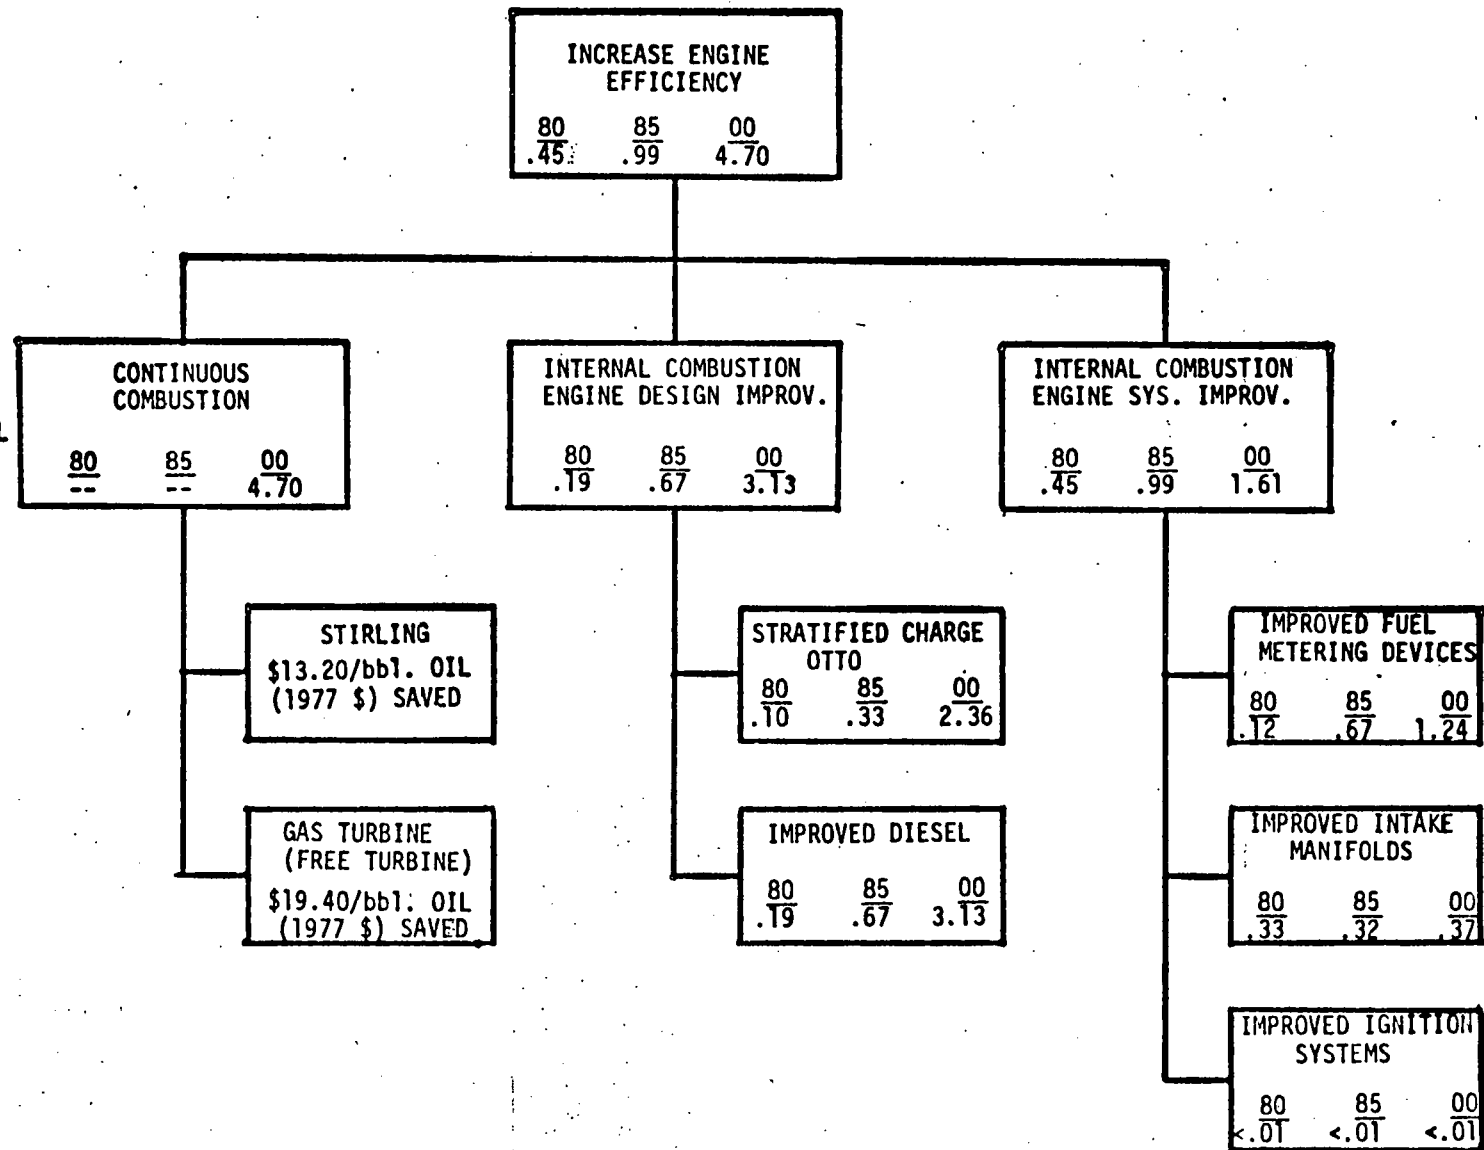 INCREASE ENGINE
EFFICIENCY
80 85 00
.45 .99 4.70
CONTINUOUS
COMBUSTION
80 85 00
-- -- 4.70
INTERNAL COMBUSTION
ENGINE DESIGN IMPROV.
80 85 00
.19 .67 3.13
INTERNAL COMBUSTION
ENGINE SYS. IMPROV.
80 85 00
.45 .99 1.61
STIRLING
$13.20/bbl. OIL
(1977 $) SAVED
GAS TURBINE
(FREE TURBINE)
$19.40/bbl. OIL
(1977 $) SAVED
STRATIFIED CHARGE
OTTO
80 85 00
.10 .33 2.36
IMPROVED DIESEL
80 85 00
.19 .67 3.13
IMPROVED FUEL
METERING DEVICES
80 85 00
.12 .67 1.24
IMPROVED INTAKE
MANIFOLDS
80 85 00
.33 .32 .37
IMPROVED IGNITION
SYSTEMS
80 85 00
<.01 <.01 <.01